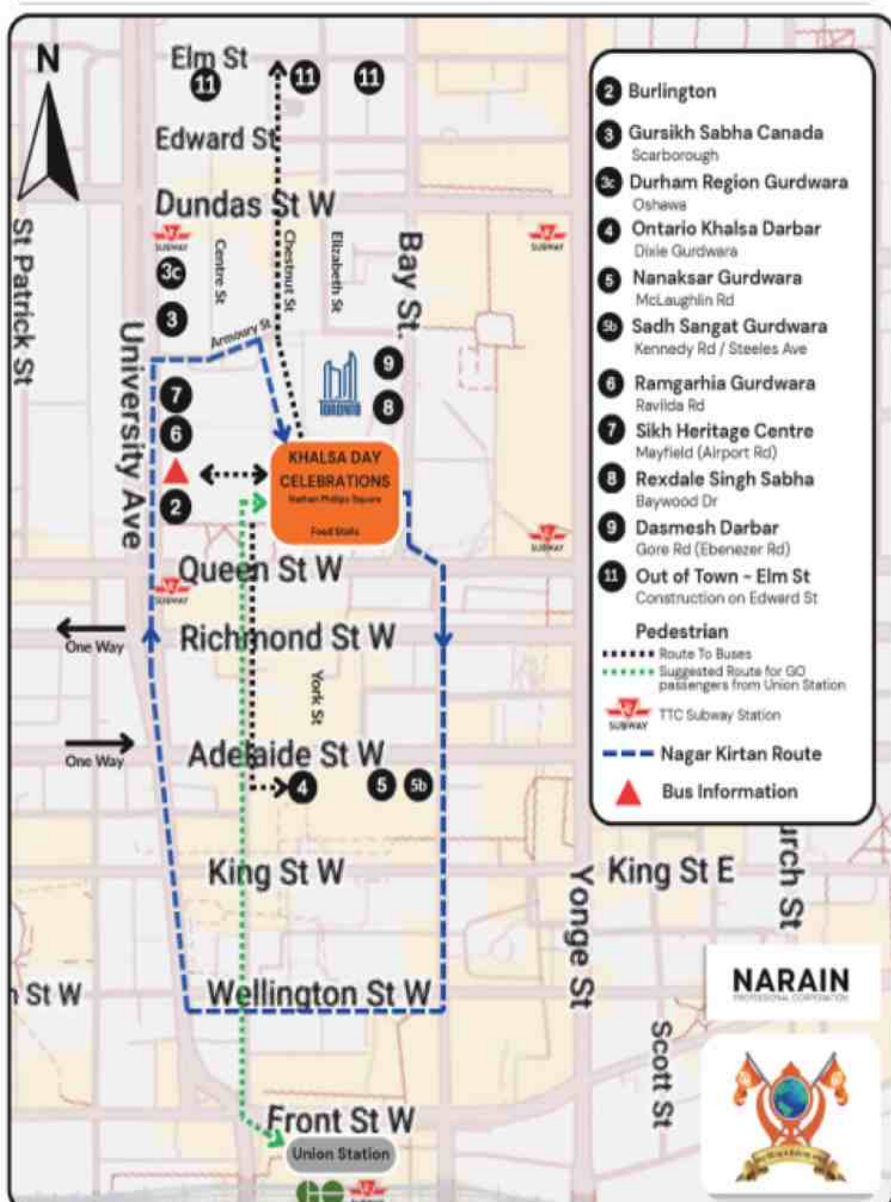 N
Elm St
11
11
11
Edward St
Dundas St W
SUBWAY
SUBWAY
St Patrick St
University Ave
Centre St
Chestnut St
Elizabeth St
Bay St.
3c
3
Armoury St
7
6
2
TORONTO
9
8
KHALSA DAY
CELEBRATIONS
Nathan Phillips Square
Food Stalls
SUBWAY
Queen St W
SUBWAY
Richmond St W
One Way
York St
Adelaide St W
One Way
4
5
5b
King St W
King St E
Yonge St
urch St
St W
Wellington St W
Scott St
Front St W
Union Station
GO
2 Burlington
3 Gursikh Sabha Canada
Scarborough
3c Durham Region Gurdwara
Oshawa
4 Ontario Khalsa Darbar
Dixie Gurdwara
5 Nanaksar Gurdwara
McLaughlin Rd
5b Sadh Sangat Gurdwara
Kennedy Rd / Steeles Ave
6 Ramgarhia Gurdwara
Ravilda Rd
7 Sikh Heritage Centre
Mayfield (Airport Rd)
8 Rexdale Singh Sabha
Baywood Dr
9 Dasmesh Darbar
Gore Rd (Ebenezer Rd)
11 Out of Town - Elm St
Construction on Edward St
Pedestrian
Route To Buses
Suggested Route for GO
passengers from Union Station
SUBWAY TTC Subway Station
Nagar Kirtan Route
Bus Information
NARAIN
PROFESSIONAL CORPORATION